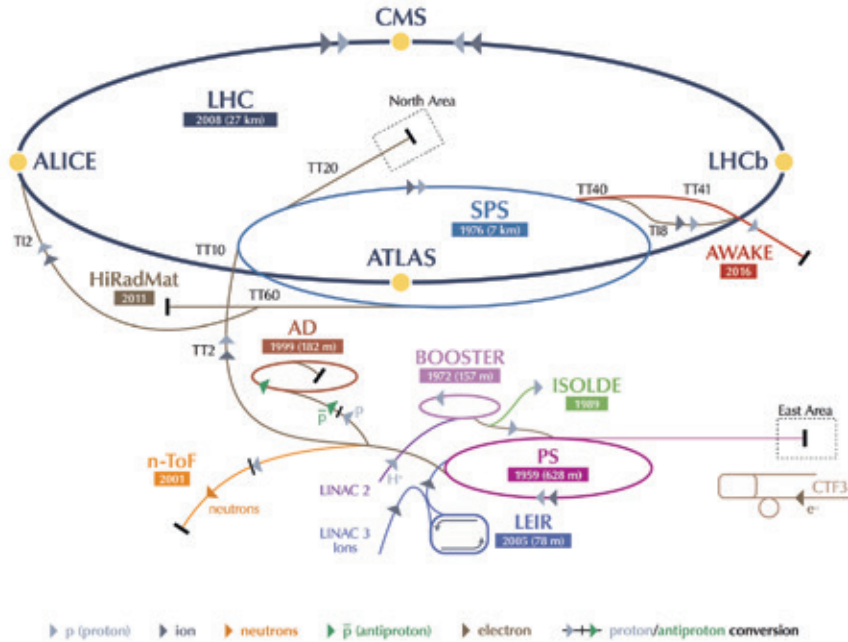 CMS
LHC
2008 (27 km)
North Area
ALICE
TT20
LHCb
TT40
TT41
SPS
1976 (7 km)
TI8
TI2
TT10
ATLAS
AWAKE
2016
HiRadMat
2011
TT60
AD
1999 (182 m)
TT2
BOOSTER
1972 (157 m)
ISOLDE
1989
p̅
p
East Area
n-ToF
2001
PS
1959 (628 m)
LINAC 2
neutrons
CTF3
e⁻
LINAC 3
Ions
LEIR
2005 (78 m)
p (proton)
ion
neutrons
p̅ (antiproton)
electron
proton/antiproton conversion